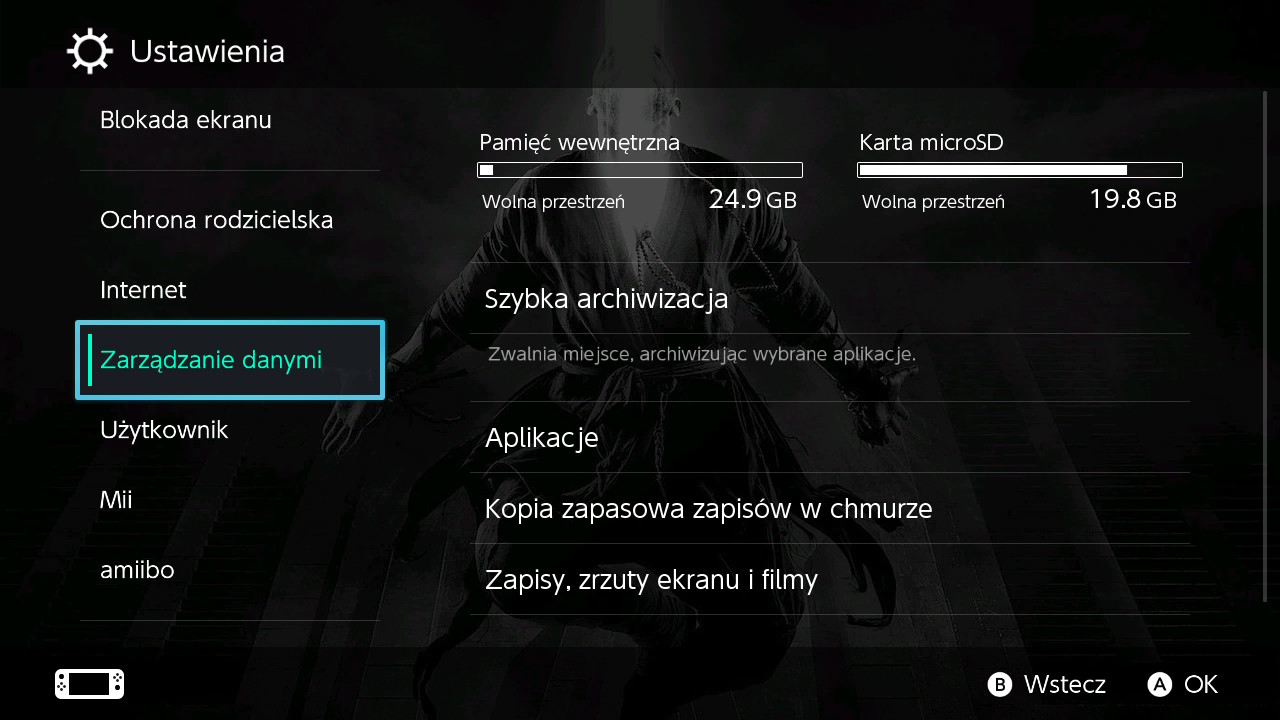 Ustawienia
Blokada ekranu
Ochrona rodzicielska
Internet
Zarządzanie danymi
Użytkownik
Mii
amiibo
Pamięć wewnętrzna
Wolna przestrzeń 24.9 GB
Karta microSD
Wolna przestrzeń 19.8 GB
Szybka archiwizacja
Zwalnia miejsce, archiwizując wybrane aplikacje.
Aplikacje
Kopia zapasowa zapisów w chmurze
Zapisy, zrzuty ekranu i filmy
B Wstecz A OK